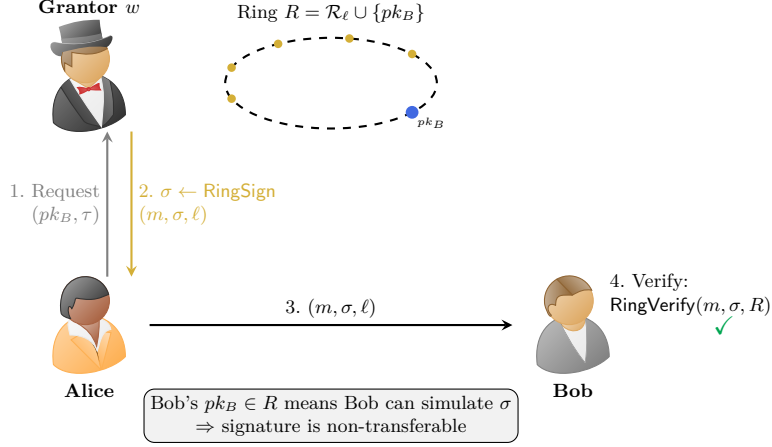 Grantor w
Ring R = ℛ_ℓ ∪ {pk_B}
pk_B
1. Request
(pk_B, τ)
2. σ ← RingSign
(m, σ, ℓ)
3. (m, σ, ℓ)
4. Verify:
RingVerify(m, σ, R)
✓
Alice
Bob
Bob's pk_B ∈ R means Bob can simulate σ
⇒ signature is non-transferable